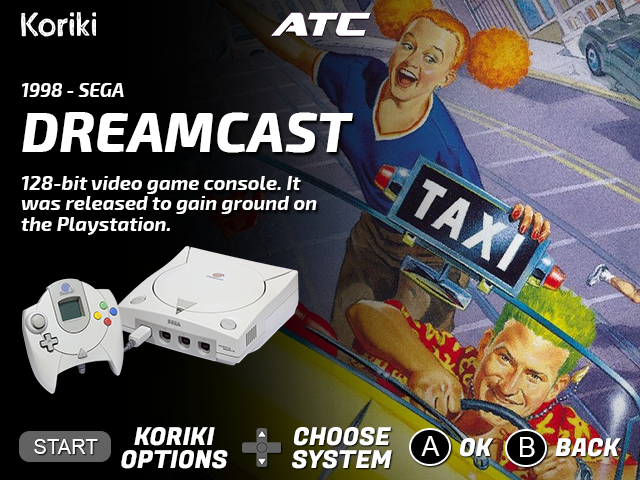 Koriki
ATC
1998 - SEGA
DREAMCAST
128-bit video game console. It
was released to gain ground on
the Playstation.
TAXI
SEGA
START
KORIKI
OPTIONS
CHOOSE
SYSTEM
A OK
B BACK